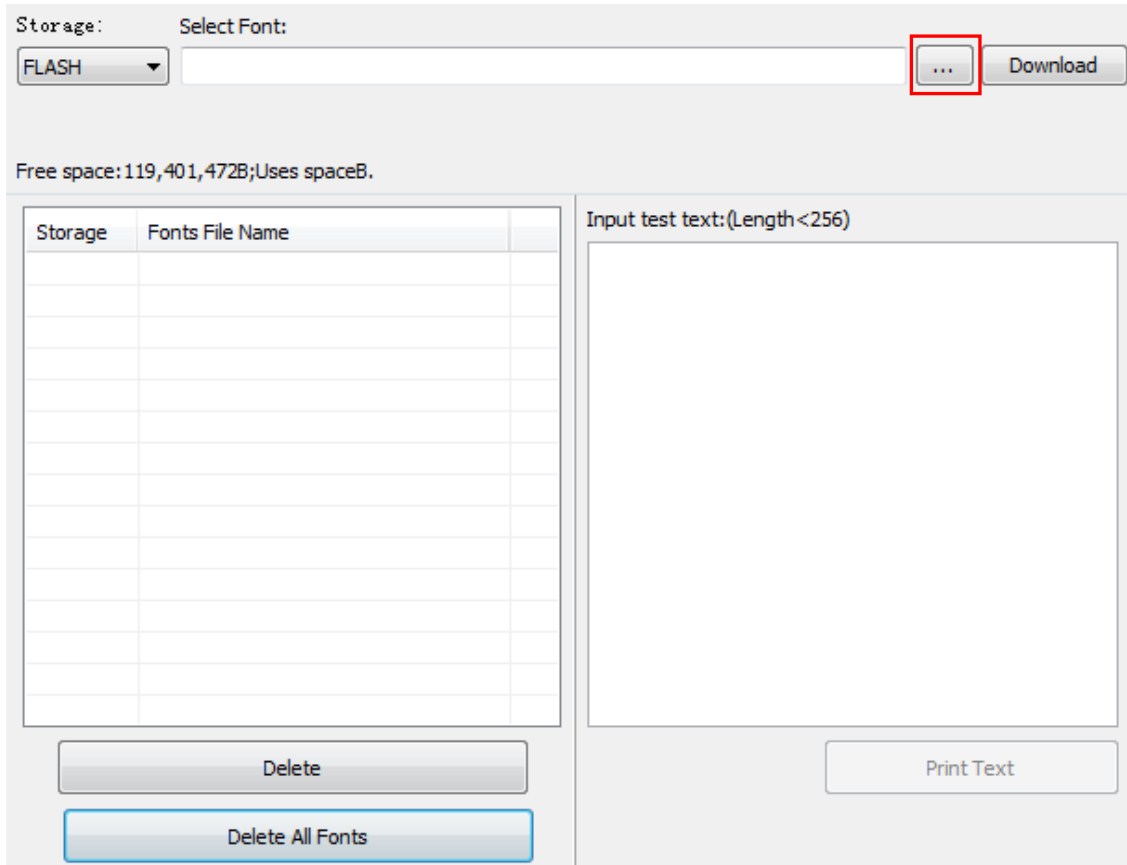 Storage: Select Font:
FLASH ... Download
Free space:119,401,472B;Uses spaceB.
Storage Fonts File Name
Input test text:(Length<256)
Delete
Print Text
Delete All Fonts